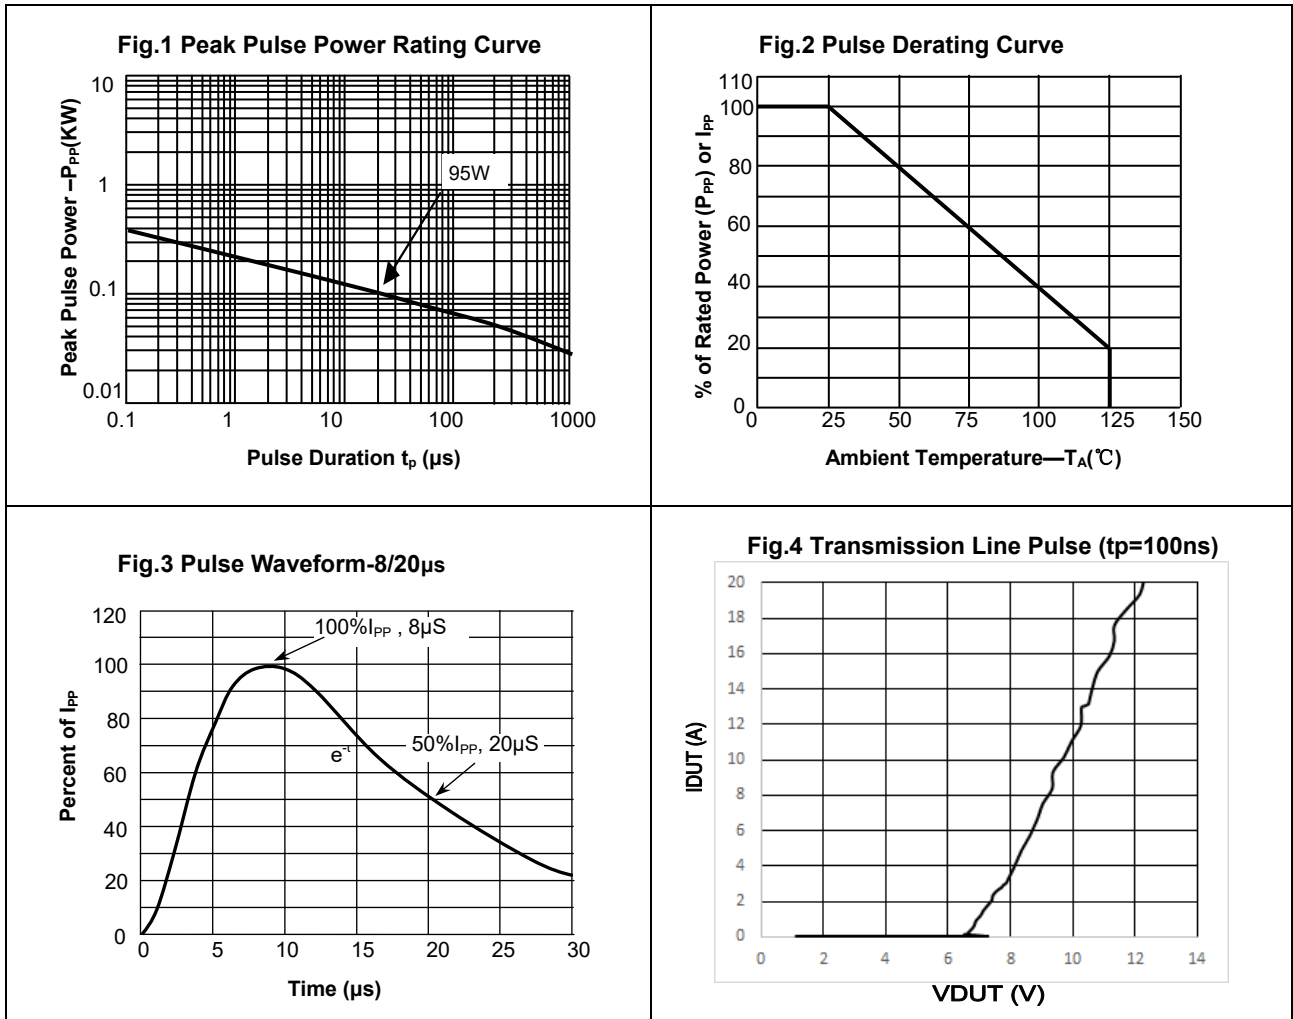 Fig.1 Peak Pulse Power Rating Curve
Peak Pulse Power –PPP(KW)
10
1
0.1
0.01
95W
0.1 1 10 100 1000
Pulse Duration tp (µs)
Fig.2 Pulse Derating Curve
% of Rated Power (PPP) or IPP
110
100
80
60
40
20
0
0 25 50 75 100 125 150
Ambient Temperature—TA(℃)
Fig.3 Pulse Waveform-8/20µs
Percent of IPP
120
100
80
60
40
20
0
100%IPP , 8µS
e-t
50%IPP, 20µS
0 5 10 15 20 25 30
Time (µs)
Fig.4 Transmission Line Pulse (tp=100ns)
IDUT (A)
20
18
16
14
12
10
8
6
4
2
0
0 2 4 6 8 10 12 14
VDUT (V)